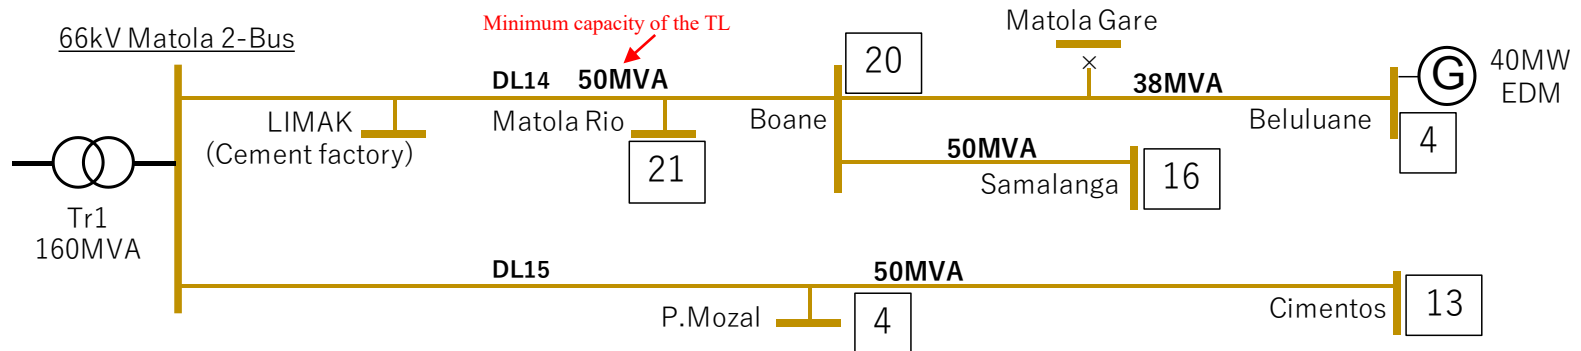 Minimum capacity of the TL
Matola Gare
66kV Matola 2-Bus
20
G
40MW
EDM
DL14
50MVA
38MVA
LIMAK
(Cement factory)
Matola Rio
Boane
Beluluane
4
21
50MVA
Samalanga
16
Tr1
160MVA
DL15
50MVA
P.Mozal
4
Cimentos
13